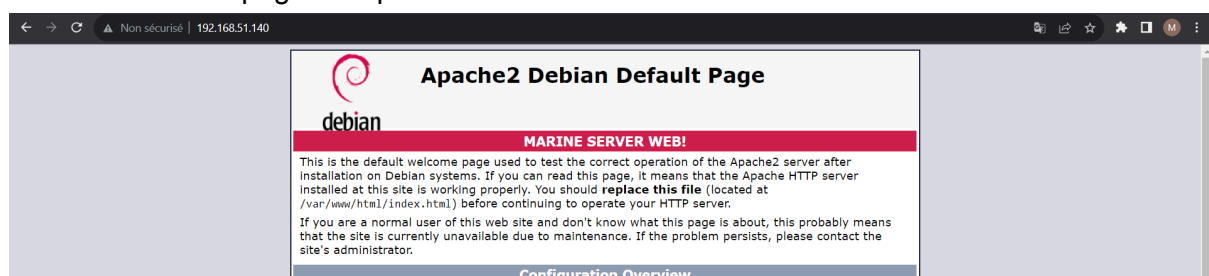 Non sécurisé | 192.168.51.140
M
Apache2 Debian Default Page
debian
MARINE SERVER WEB!
This is the default welcome page used to test the correct operation of the Apache2 server after
installation on Debian systems. If you can read this page, it means that the Apache HTTP server
installed at this site is working properly. You should replace this file (located at
/var/www/html/index.html) before continuing to operate your HTTP server.
If you are a normal user of this web site and don't know what this page is about, this probably means
that the site is currently unavailable due to maintenance. If the problem persists, please contact the
site's administrator.
Configuration Overview